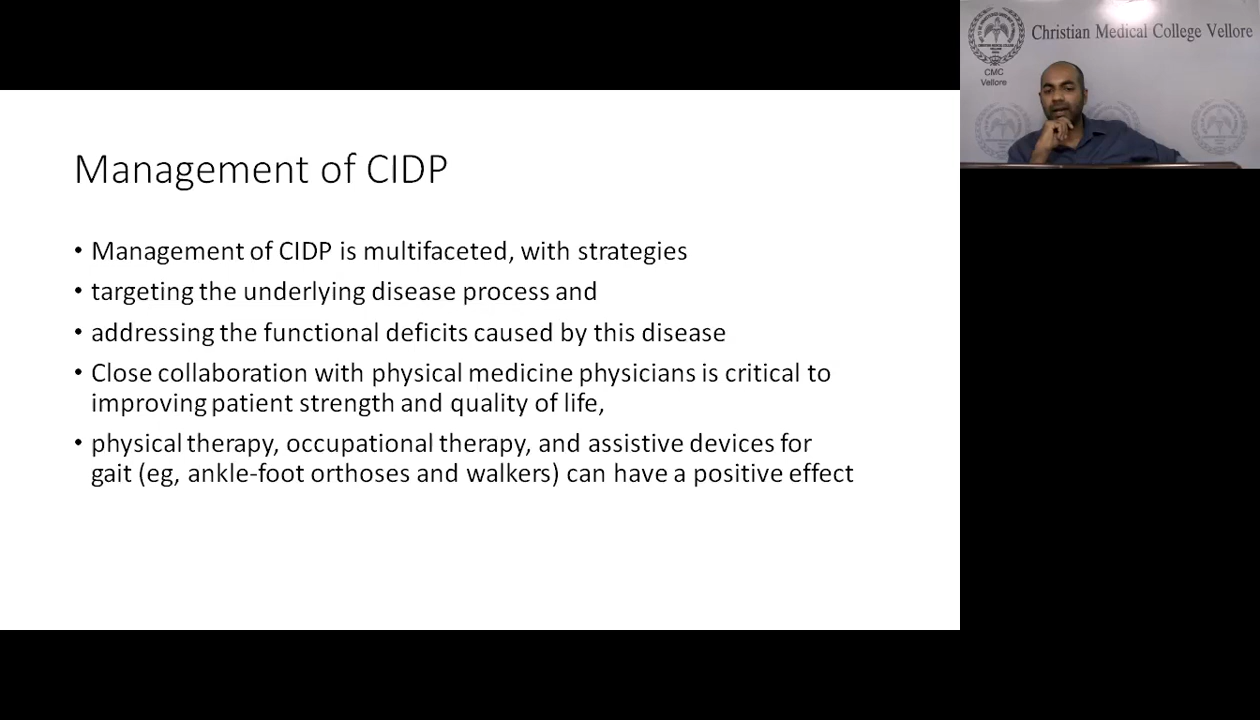 Christian Medical College Vellore
CMC
Vellore
Management of CIDP
• Management of CIDP is multifaceted, with strategies
• targeting the underlying disease process and
• addressing the functional deficits caused by this disease
• Close collaboration with physical medicine physicians is critical to
improving patient strength and quality of life,
• physical therapy, occupational therapy, and assistive devices for
gait (eg, ankle-foot orthoses and walkers) can have a positive effect